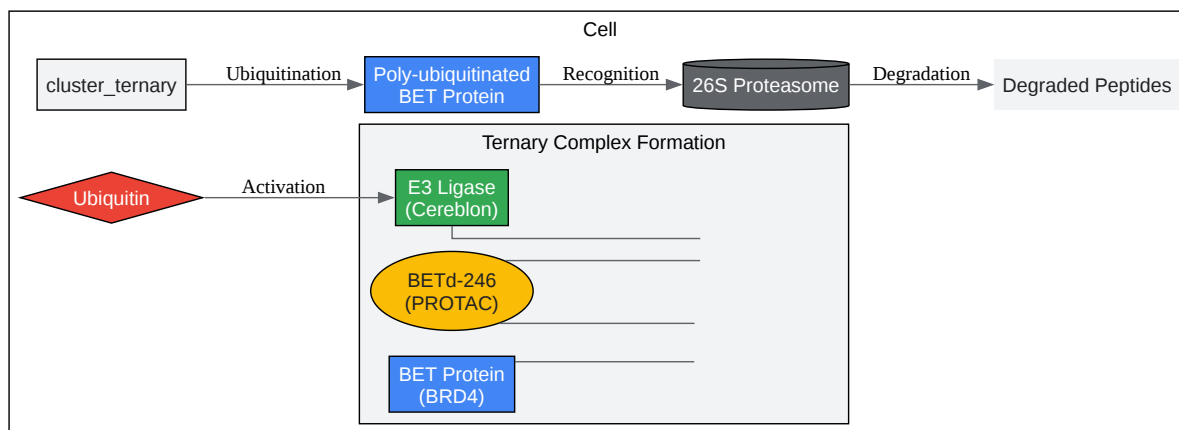 Cell
cluster_ternary
Ubiquitination
Poly-ubiquitinated
BET Protein
Recognition
26S Proteasome
Degradation
Degraded Peptides
Ternary Complex Formation
Ubiquitin
Activation
E3 Ligase
(Cereblon)
BETd-246
(PROTAC)
BET Protein
(BRD4)